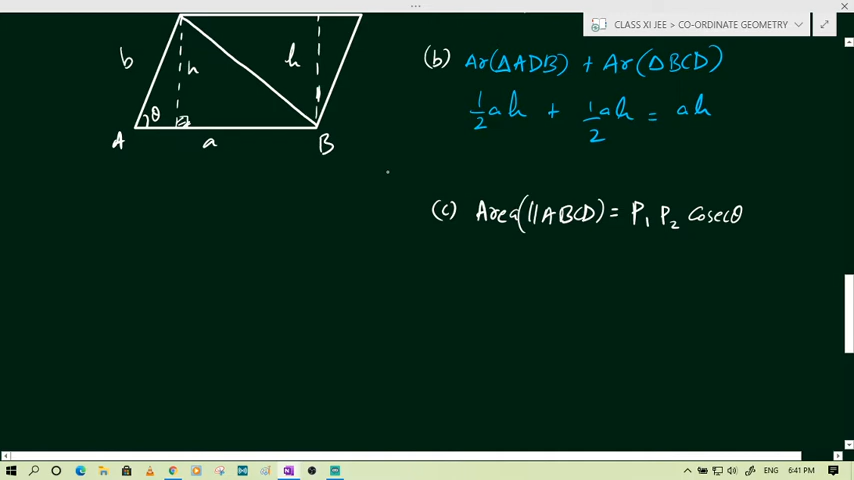 CLASS XI JEE > CO-ORDINATE GEOMETRY
b
h
h
θ
A
a
B
(b) Ar(ΔADB) + Ar(ΔBCD)
1/2 ah + 1/2 ah = ah
(c) Area(||ABCD) = P₁ P₂ Cosecθ
ENG
6:41 PM